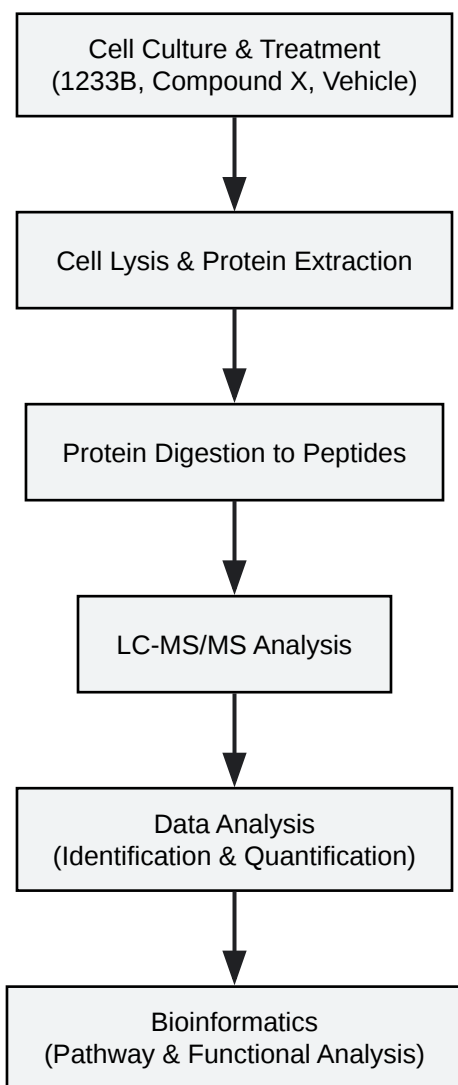 Cell Culture & Treatment
(1233B, Compound X, Vehicle)
Cell Lysis & Protein Extraction
Protein Digestion to Peptides
LC-MS/MS Analysis
Data Analysis
(Identification & Quantification)
Bioinformatics
(Pathway & Functional Analysis)